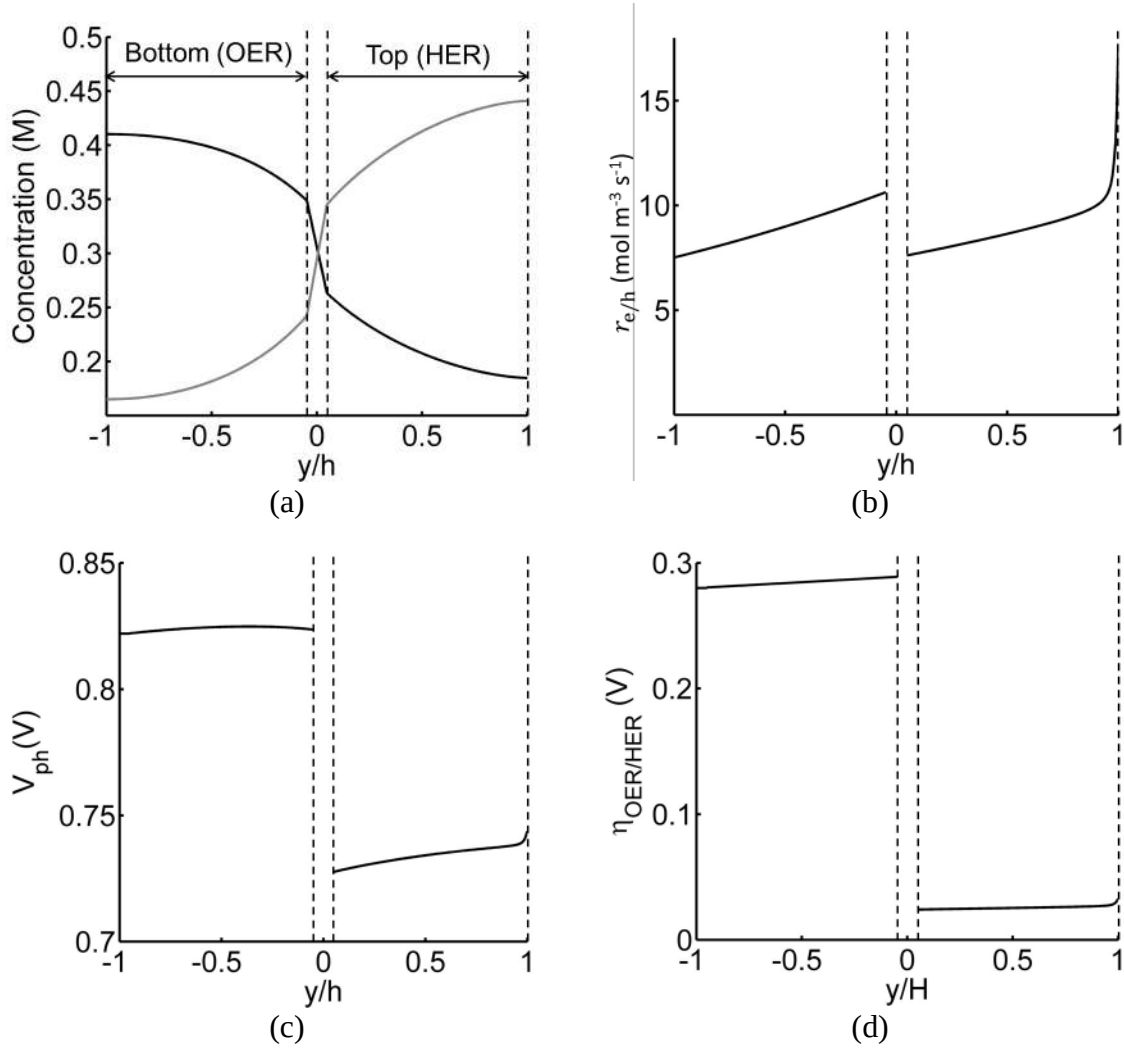 0.5
Bottom (OER)
Top (HER)
0.45
0.4
0.35
0.3
0.25
0.2
Concentration (M)
-1
-0.5
0
0.5
1
y/h
(a)
15
10
5
r_e/h (mol m⁻³ s⁻¹)
-1
-0.5
0
0.5
1
y/h
(b)
0.85
0.8
0.75
0.7
V_ph(V)
-1
-0.5
0
0.5
1
y/h
(c)
0.3
0.2
0.1
0
η_OER/HER (V)
-1
-0.5
0
0.5
1
y/H
(d)